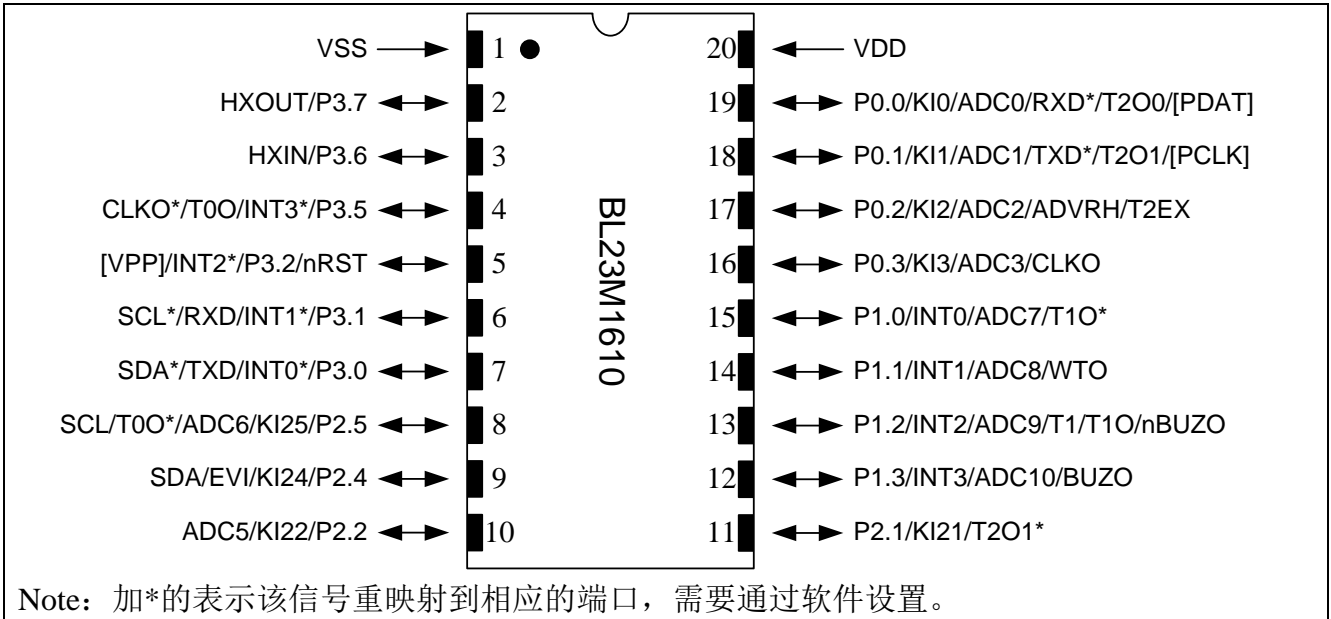 VSS 1 20 VDD
HXOUT/P3.7 2 19 P0.0/KI0/ADC0/RXD*/T2O0/[PDAT]
HXIN/P3.6 3 18 P0.1/KI1/ADC1/TXD*/T2O1/[PCLK]
CLKO*/T0O/INT3*/P3.5 4 17 P0.2/KI2/ADC2/ADVRH/T2EX
[VPP]/INT2*/P3.2/nRST 5 16 P0.3/KI3/ADC3/CLKO
SCL*/RXD/INT1*/P3.1 6 15 P1.0/INT0/ADC7/T1O*
SDA*/TXD/INT0*/P3.0 7 14 P1.1/INT1/ADC8/WTO
SCL/T0O*/ADC6/KI25/P2.5 8 13 P1.2/INT2/ADC9/T1/T1O/nBUZO
SDA/EVI/KI24/P2.4 9 12 P1.3/INT3/ADC10/BUZO
ADC5/KI22/P2.2 10 11 P2.1/KI21/T2O1*
BL23M1610
Note：加*的表示该信号重映射到相应的端口，需要通过软件设置。